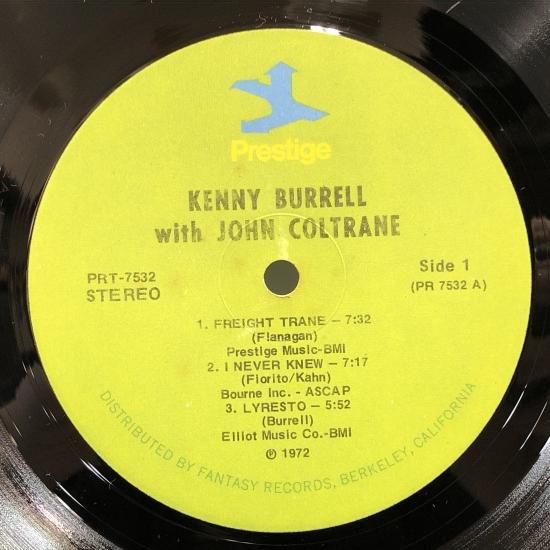 Prestige
KENNY BURRELL
with JOHN COLTRANE
PRT-7532
STEREO
Side 1
(PR 7532 A)
1. FREIGHT TRANE – 7:32
(Flanagan)
Prestige Music-BMI
2. I NEVER KNEW – 7:17
(Fiorito/Kahn)
Bourne Inc. - ASCAP
3. LYRESTO – 5:52
(Burrell)
Elliot Music Co.-BMI
℗ 1972
DISTRIBUTED BY FANTASY RECORDS, BERKELEY, CALIFORNIA